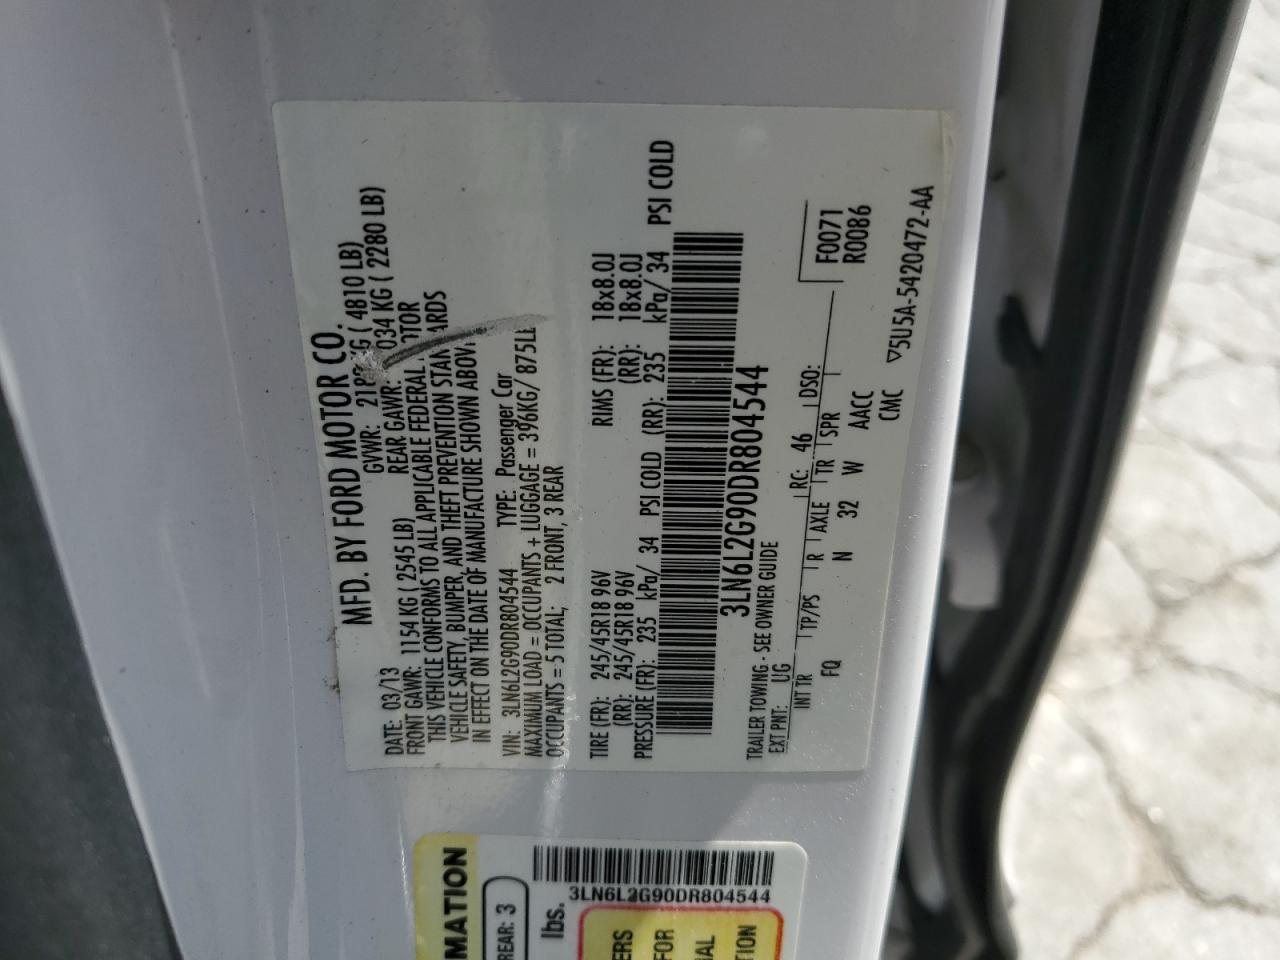 MFD. BY FORD MOTOR CO.
DATE: 03/13 GVWR: KG ( 4810 LB)
FRONT GAWR: 1154 KG ( 2545 LB) REAR GAWR: 034 KG ( 2280 LB)
THIS VEHICLE CONFORMS TO ALL APPLICABLE FEDERAL
VEHICLE SAFETY, BUMPER, AND THEFT PREVENTION
IN EFFECT ON THE DATE OF MANUFACTURE SHOWN
VIN: 3LN6L2G90DR804544 TYPE: Passenger Car
MAXIMUM LOAD = OCCUPANTS + LUGGAGE = 396KG/ 875LB
OCCUPANTS = 5 TOTAL; 2 FRONT, 3 REAR
TIRE (FR): 245/45R18 96V RIMS (FR): 18x8.0J
(RR): 245/45R18 96V (RR): 18x8.0J
PRESSURE (FR): 235 kPa/ 34 PSI COLD (RR): 235 kPa/ 34 PSI COLD
3LN6L2G90DR804544
TRAILER TOWING - SEE OWNER GUIDE
F0071
R0086
EXT PNT: UG RC: 46 DSO:
INT TR TP/PS R AXLE TR SPR
FQ N 32 W AACC
CMC ▽5U5A-5420472-AA
MATION
REAR: 3
lbs.
3LN6L2G90DR804544
ERS
FOR
IAL
TION